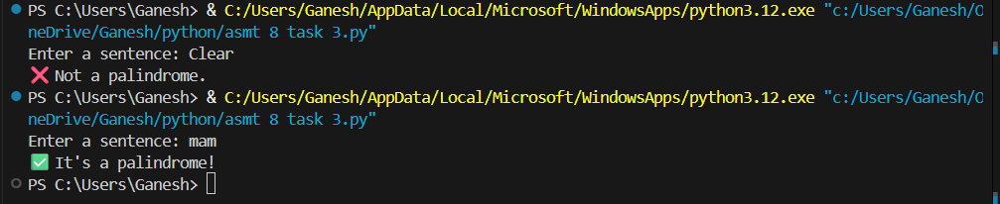 PS C:\Users\Ganesh> & C:/Users/Ganesh/AppData/Local/Microsoft/WindowsApps/python3.12.exe "c:/Users/Ganesh/O
neDrive/Ganesh/python/asmt 8 task 3.py"
Enter a sentence: Clear
❌ Not a palindrome.
PS C:\Users\Ganesh> & C:/Users/Ganesh/AppData/Local/Microsoft/WindowsApps/python3.12.exe "c:/Users/Ganesh/O
neDrive/Ganesh/python/asmt 8 task 3.py"
Enter a sentence: mam
✅ It's a palindrome!
PS C:\Users\Ganesh>